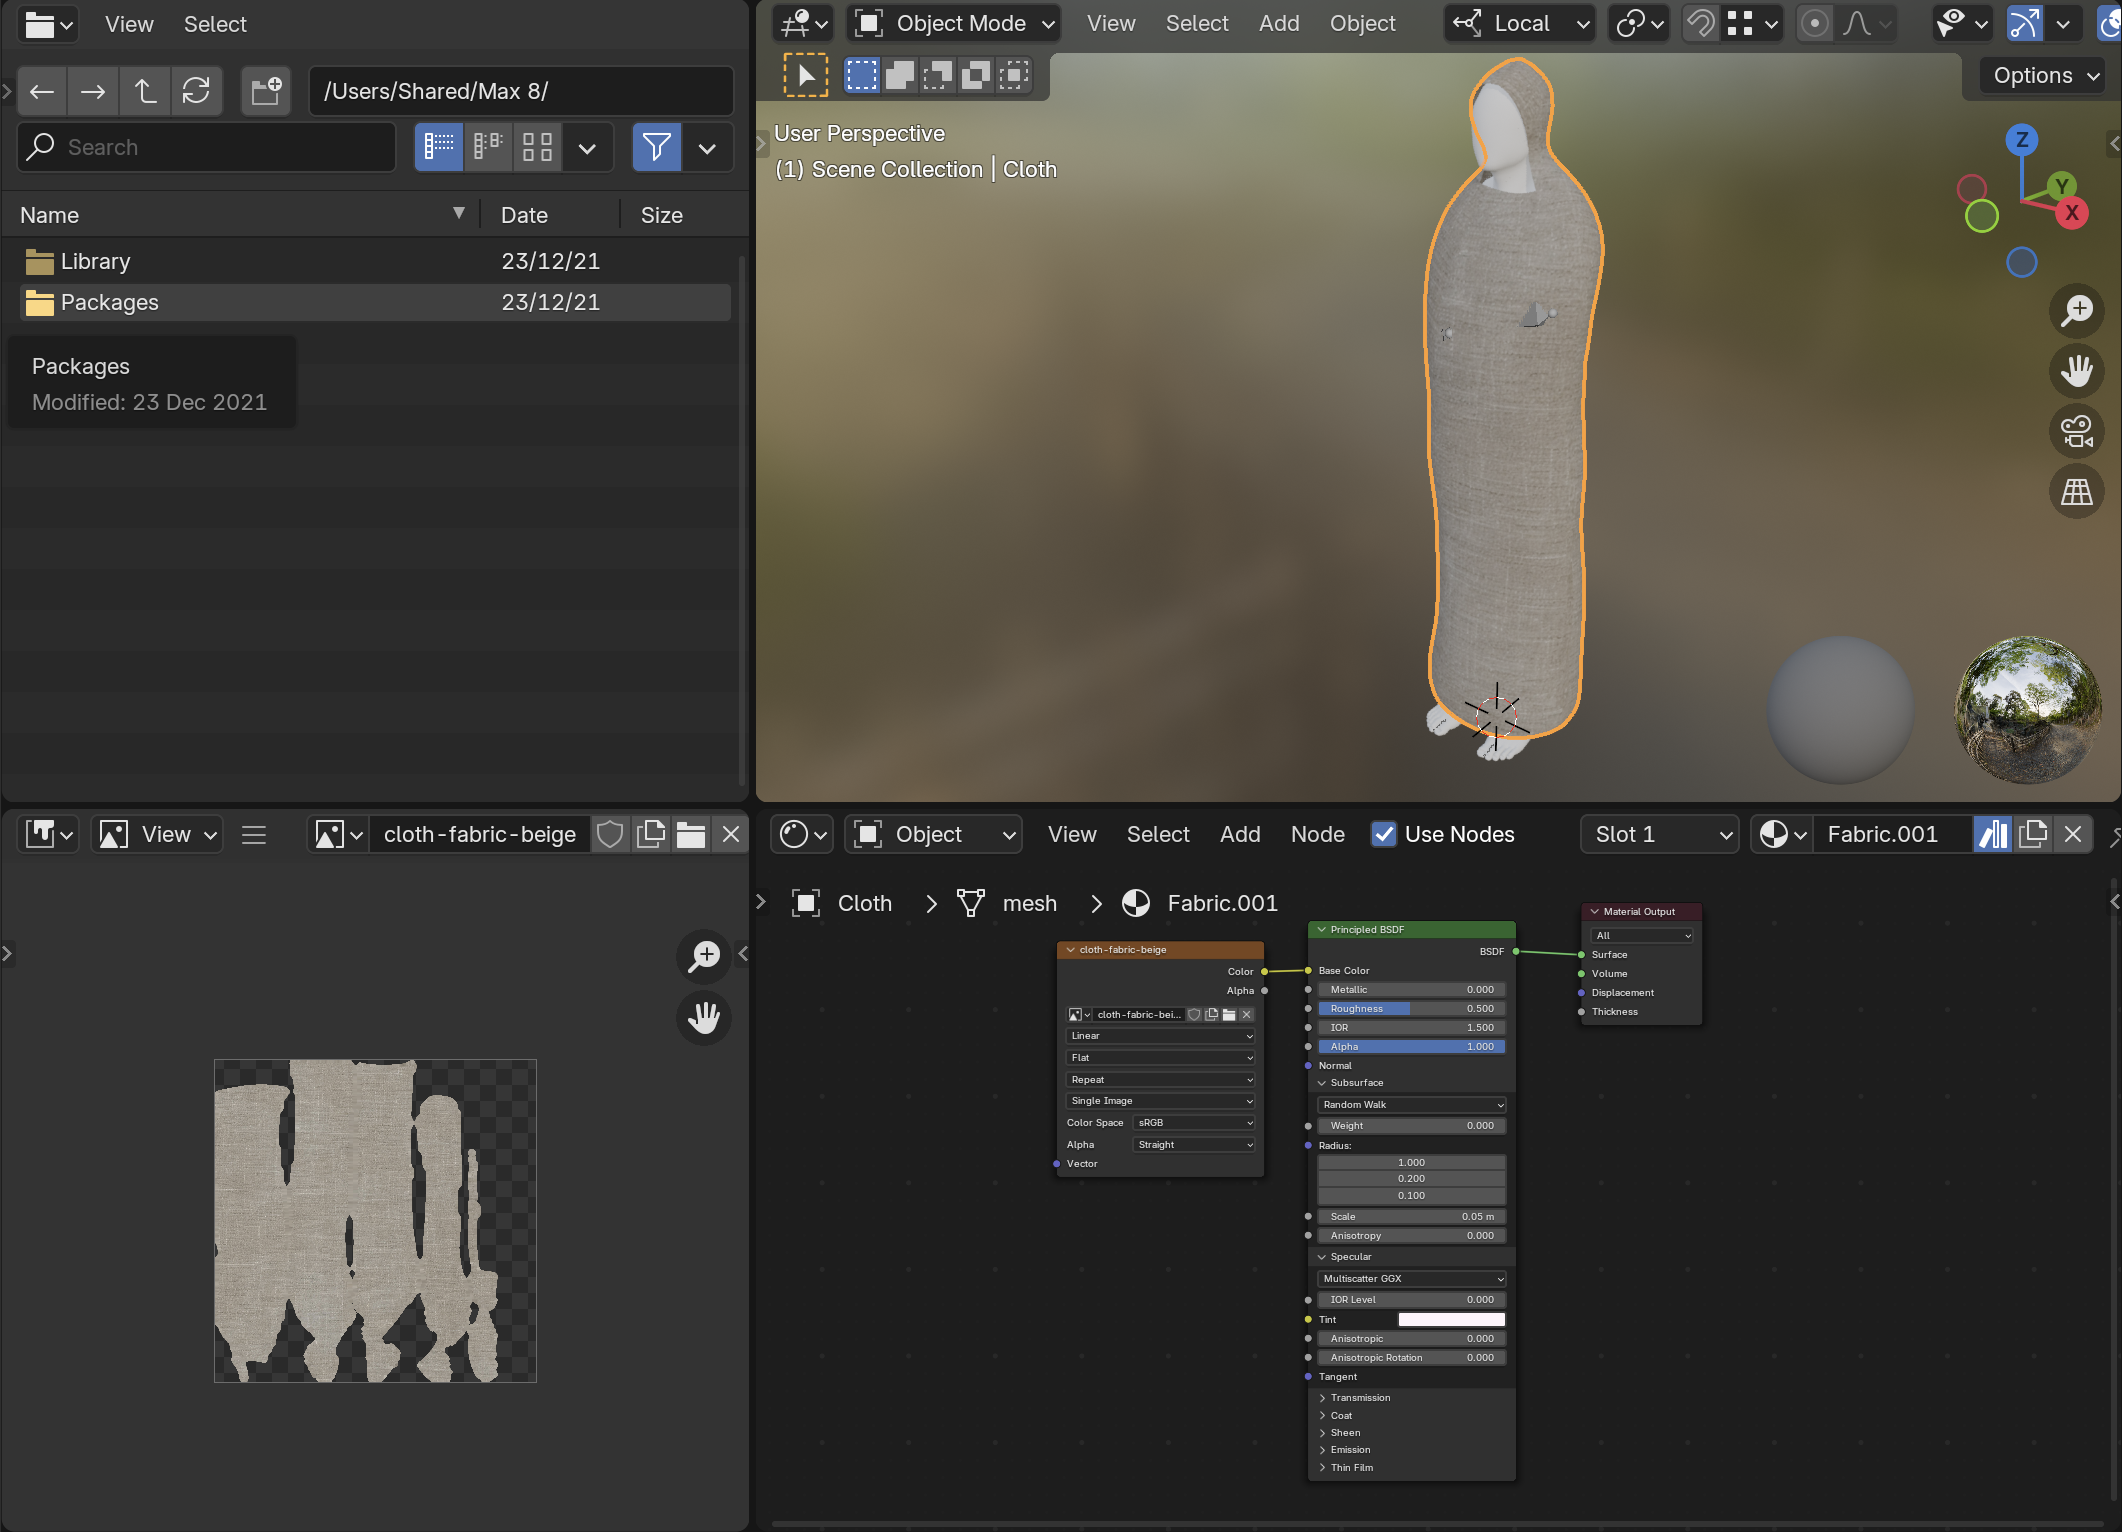 View Select
/Users/Shared/Max 8/
Search
Name Date Size
Library 23/12/21
Packages 23/12/21
Packages
Modified: 23 Dec 2021
Object Mode View Select Add Object Local
Options
User Perspective
(1) Scene Collection | Cloth
Z
Y
X
View cloth-fabric-beige
Object View Select Add Node Use Nodes Slot 1 Fabric.001
Cloth > mesh > Fabric.001
cloth-fabric-beige
Color
Alpha
cloth-fabric-bei...
Linear
Flat
Repeat
Single Image
Color Space sRGB
Alpha Straight
Vector
Principled BSDF
BSDF
Base Color
Metallic 0.000
Roughness 0.500
IOR 1.500
Alpha 1.000
Normal
Subsurface
Random Walk
Weight 0.000
Radius:
1.000
0.200
0.100
Scale 0.05 m
Anisotropy 0.000
Specular
Multiscatter GGX
IOR Level 0.000
Tint
Anisotropic 0.000
Anisotropic Rotation 0.000
Tangent
Transmission
Coat
Sheen
Emission
Thin Film
Material Output
All
Surface
Volume
Displacement
Thickness